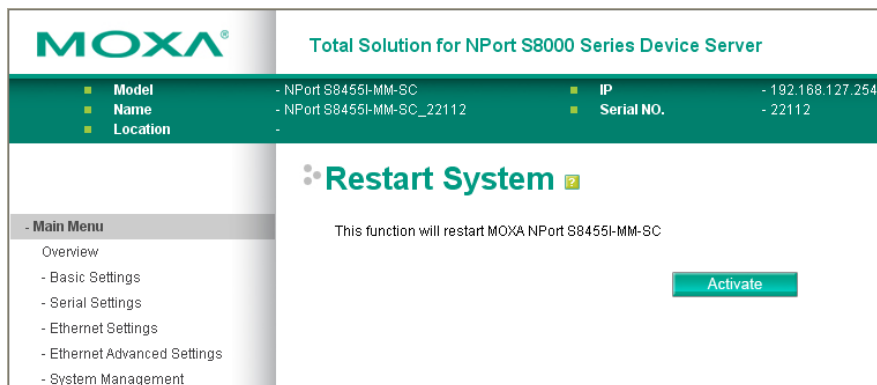 MOXA®
Total Solution for NPort S8000 Series Device Server
Model - NPort S8455I-MM-SC IP - 192.168.127.254
Name - NPort S8455I-MM-SC_22112 Serial NO. - 22112
Location -
Restart System ?
This function will restart MOXA NPort S8455I-MM-SC
Activate
- Main Menu
Overview
- Basic Settings
- Serial Settings
- Ethernet Settings
- Ethernet Advanced Settings
- System Management